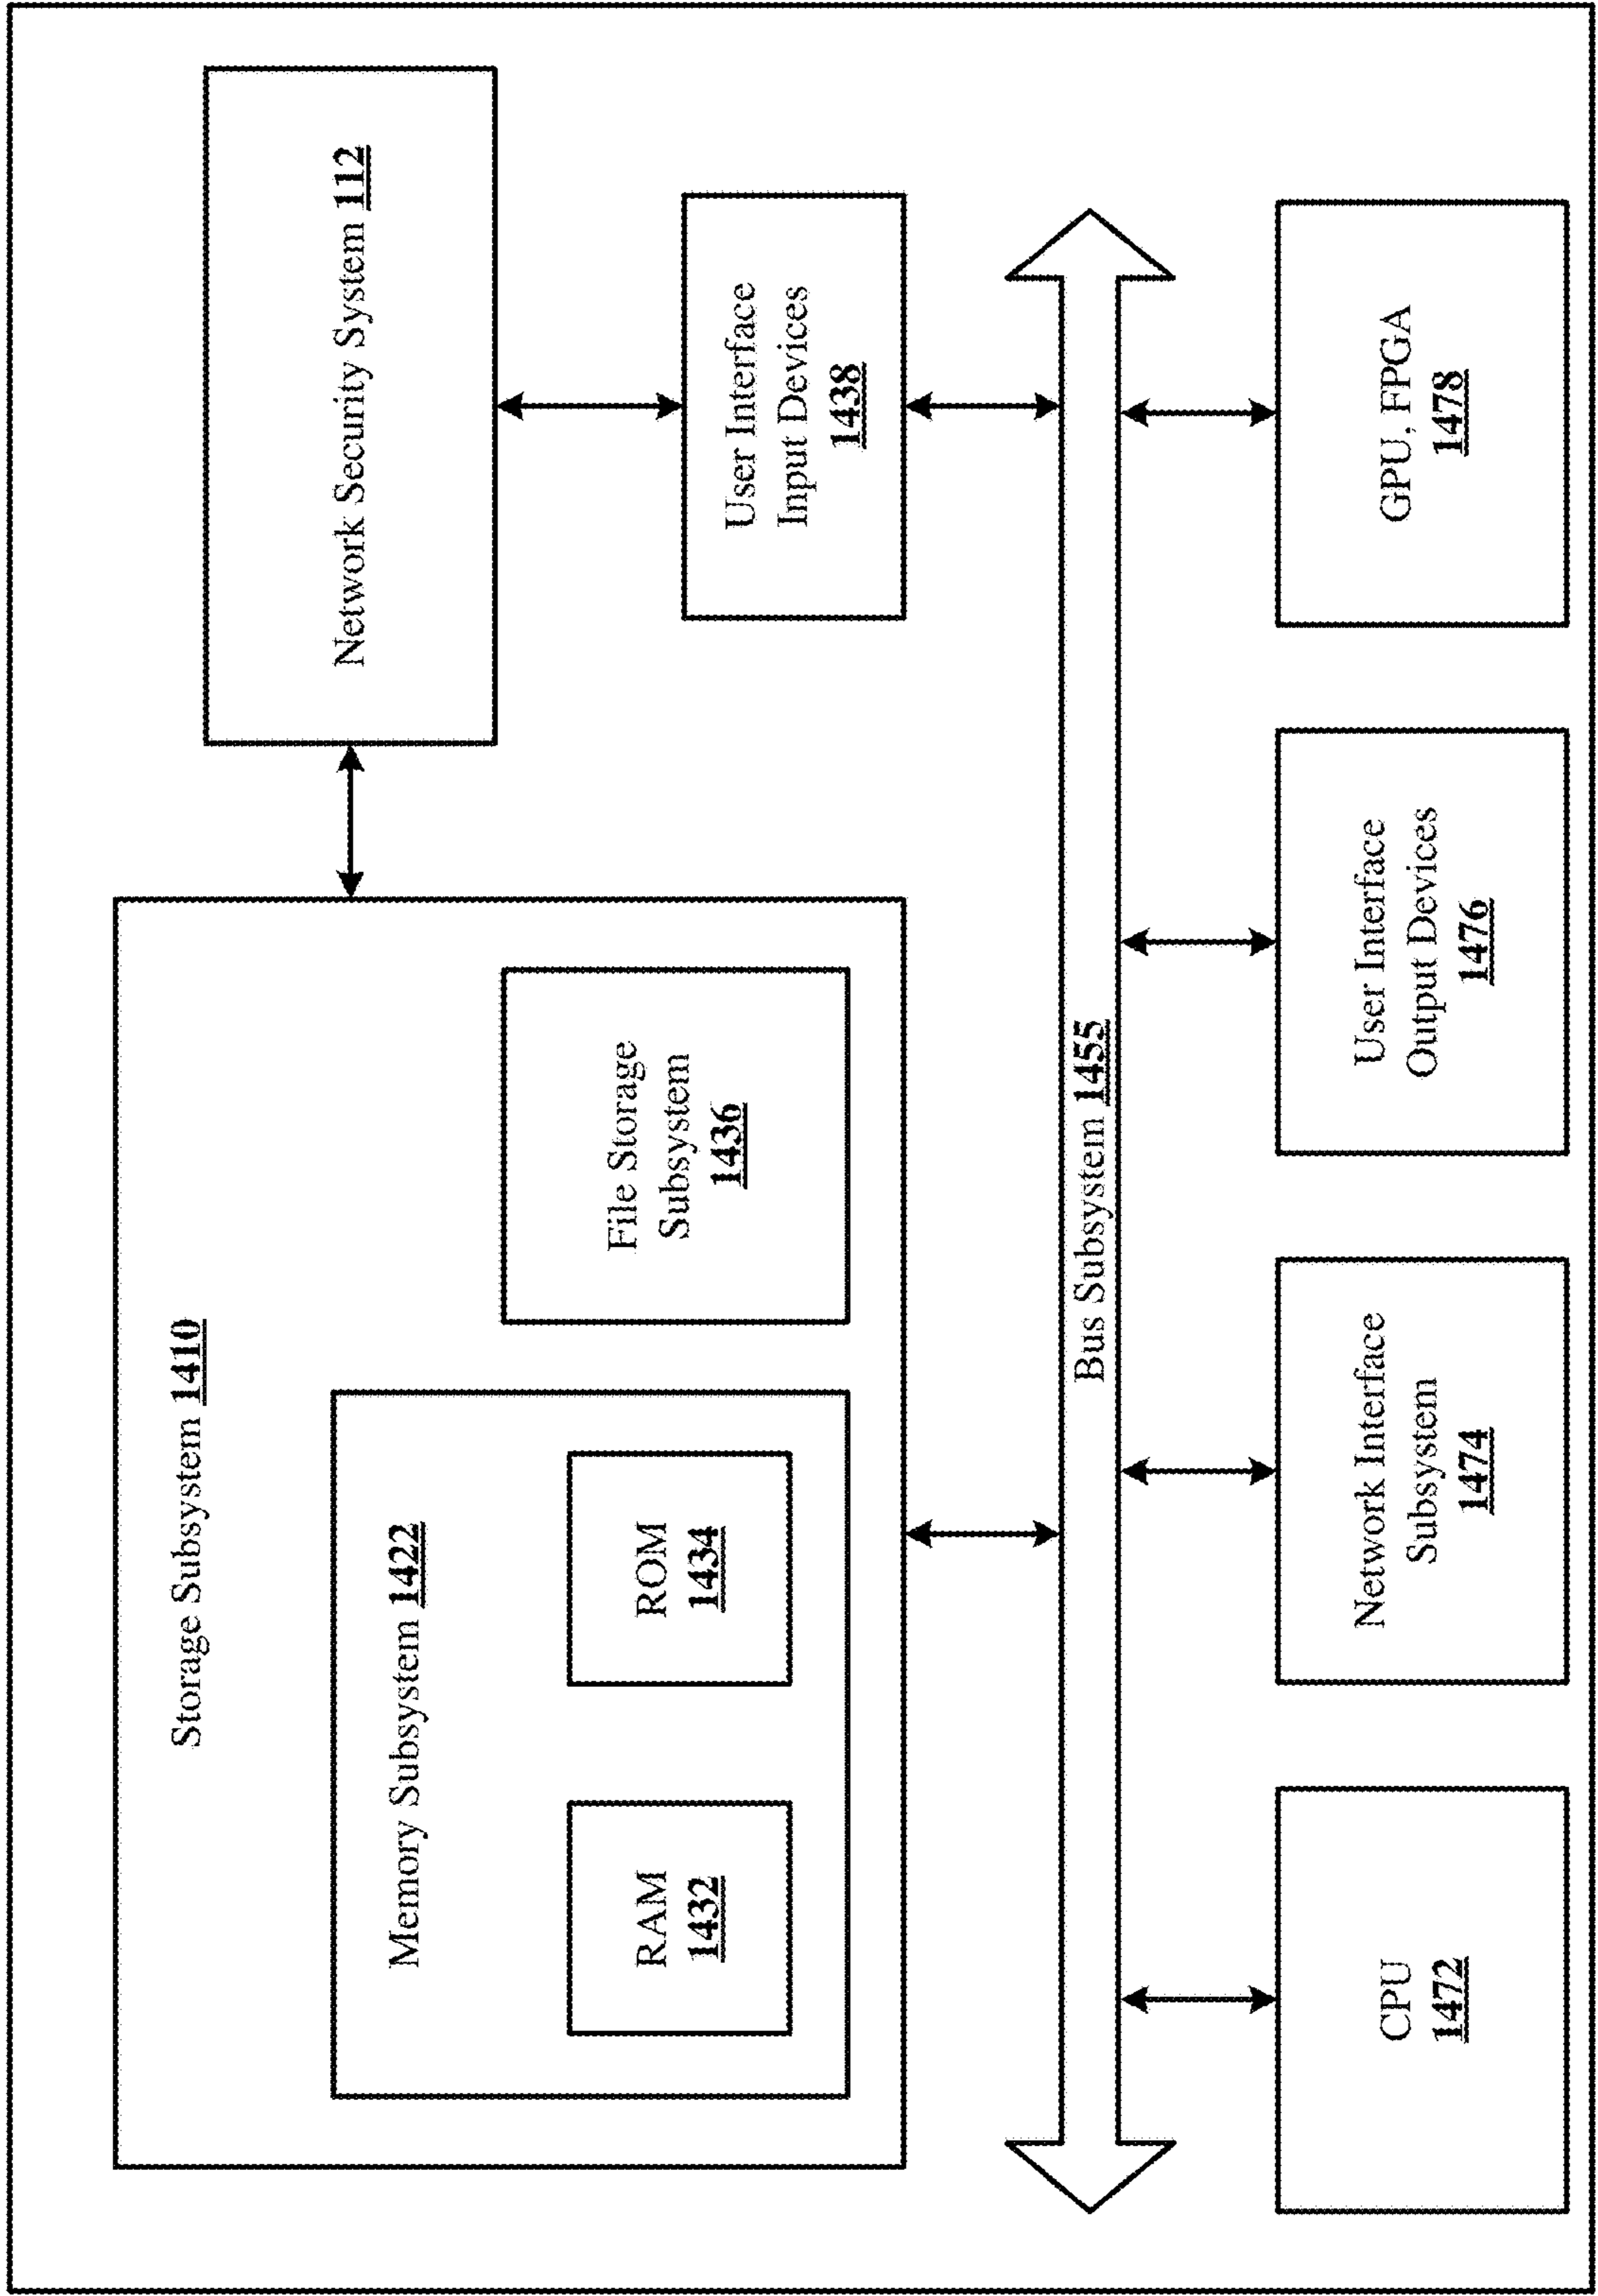 Storage Subsystem 1410
Memory Subsystem 1422
RAM
1432
ROM
1434
File Storage
Subsystem
1436
Network Security System 112
User Interface
Input Devices
1438
Bus Subsystem 1455
CPU
1472
Network Interface
Subsystem
1474
User Interface
Output Devices
1476
GPU, FPGA
1478